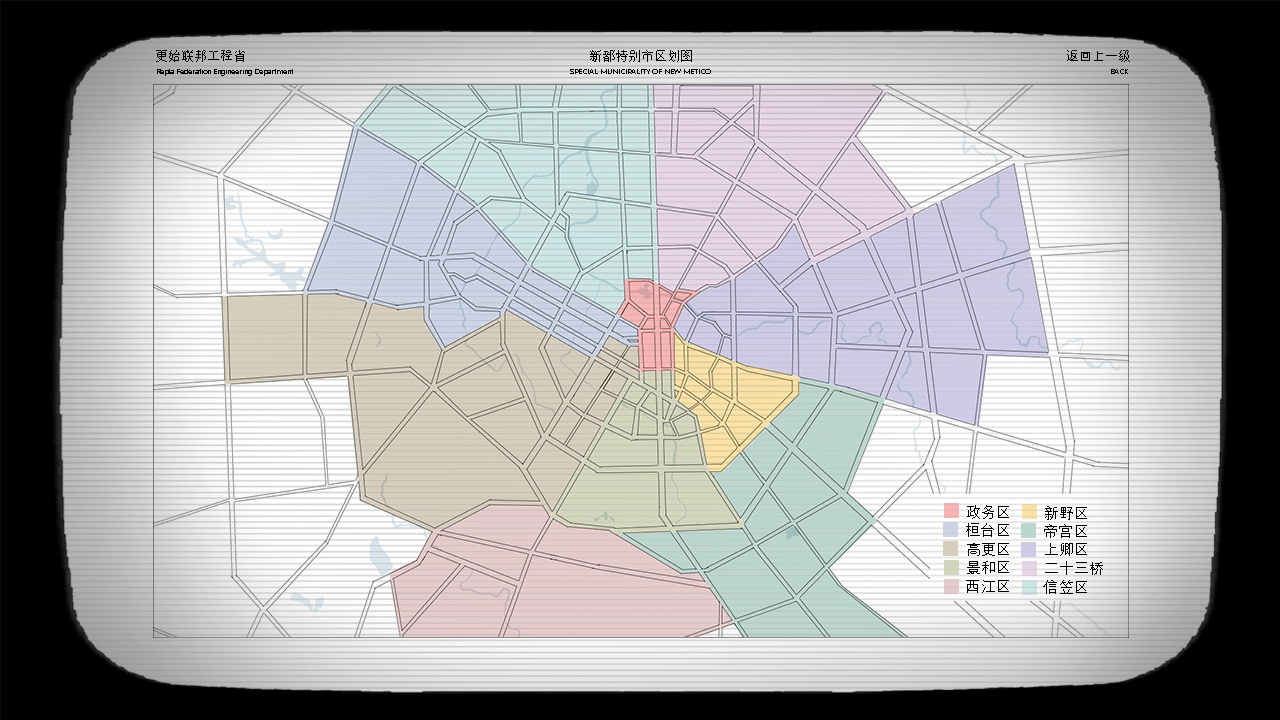 更始联邦工程省
新都特别市区划图
返回上一级
Repia Federation Engineering Department
SPECIAL MUNICIPALITY OF NEW METICO
BACK
政务区
新野区
桓台区
帝宫区
高更区
上卿区
景和区
二十三桥
西江区
信笠区